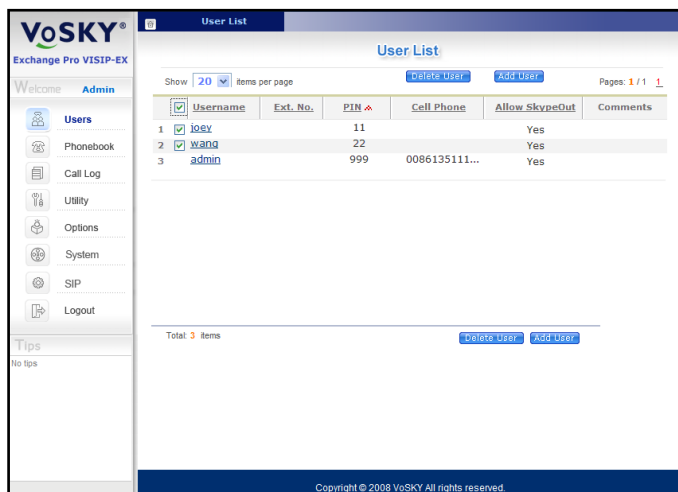 VoSKY®
Exchange Pro VISIP-EX
Welcome Admin
Users
Phonebook
Call Log
Utility
Options
System
SIP
Logout
Tips
No tips
User List
User List
Show 20 items per page Delete User Add User Pages: 1 / 1 1
Username Ext. No. PIN Cell Phone Allow SkypeOut Comments
1 joey 11 Yes
2 wang 22 Yes
3 admin 999 0086135111... Yes
Total: 3 items Delete User Add User
Copyright © 2008 VoSKY All rights reserved.